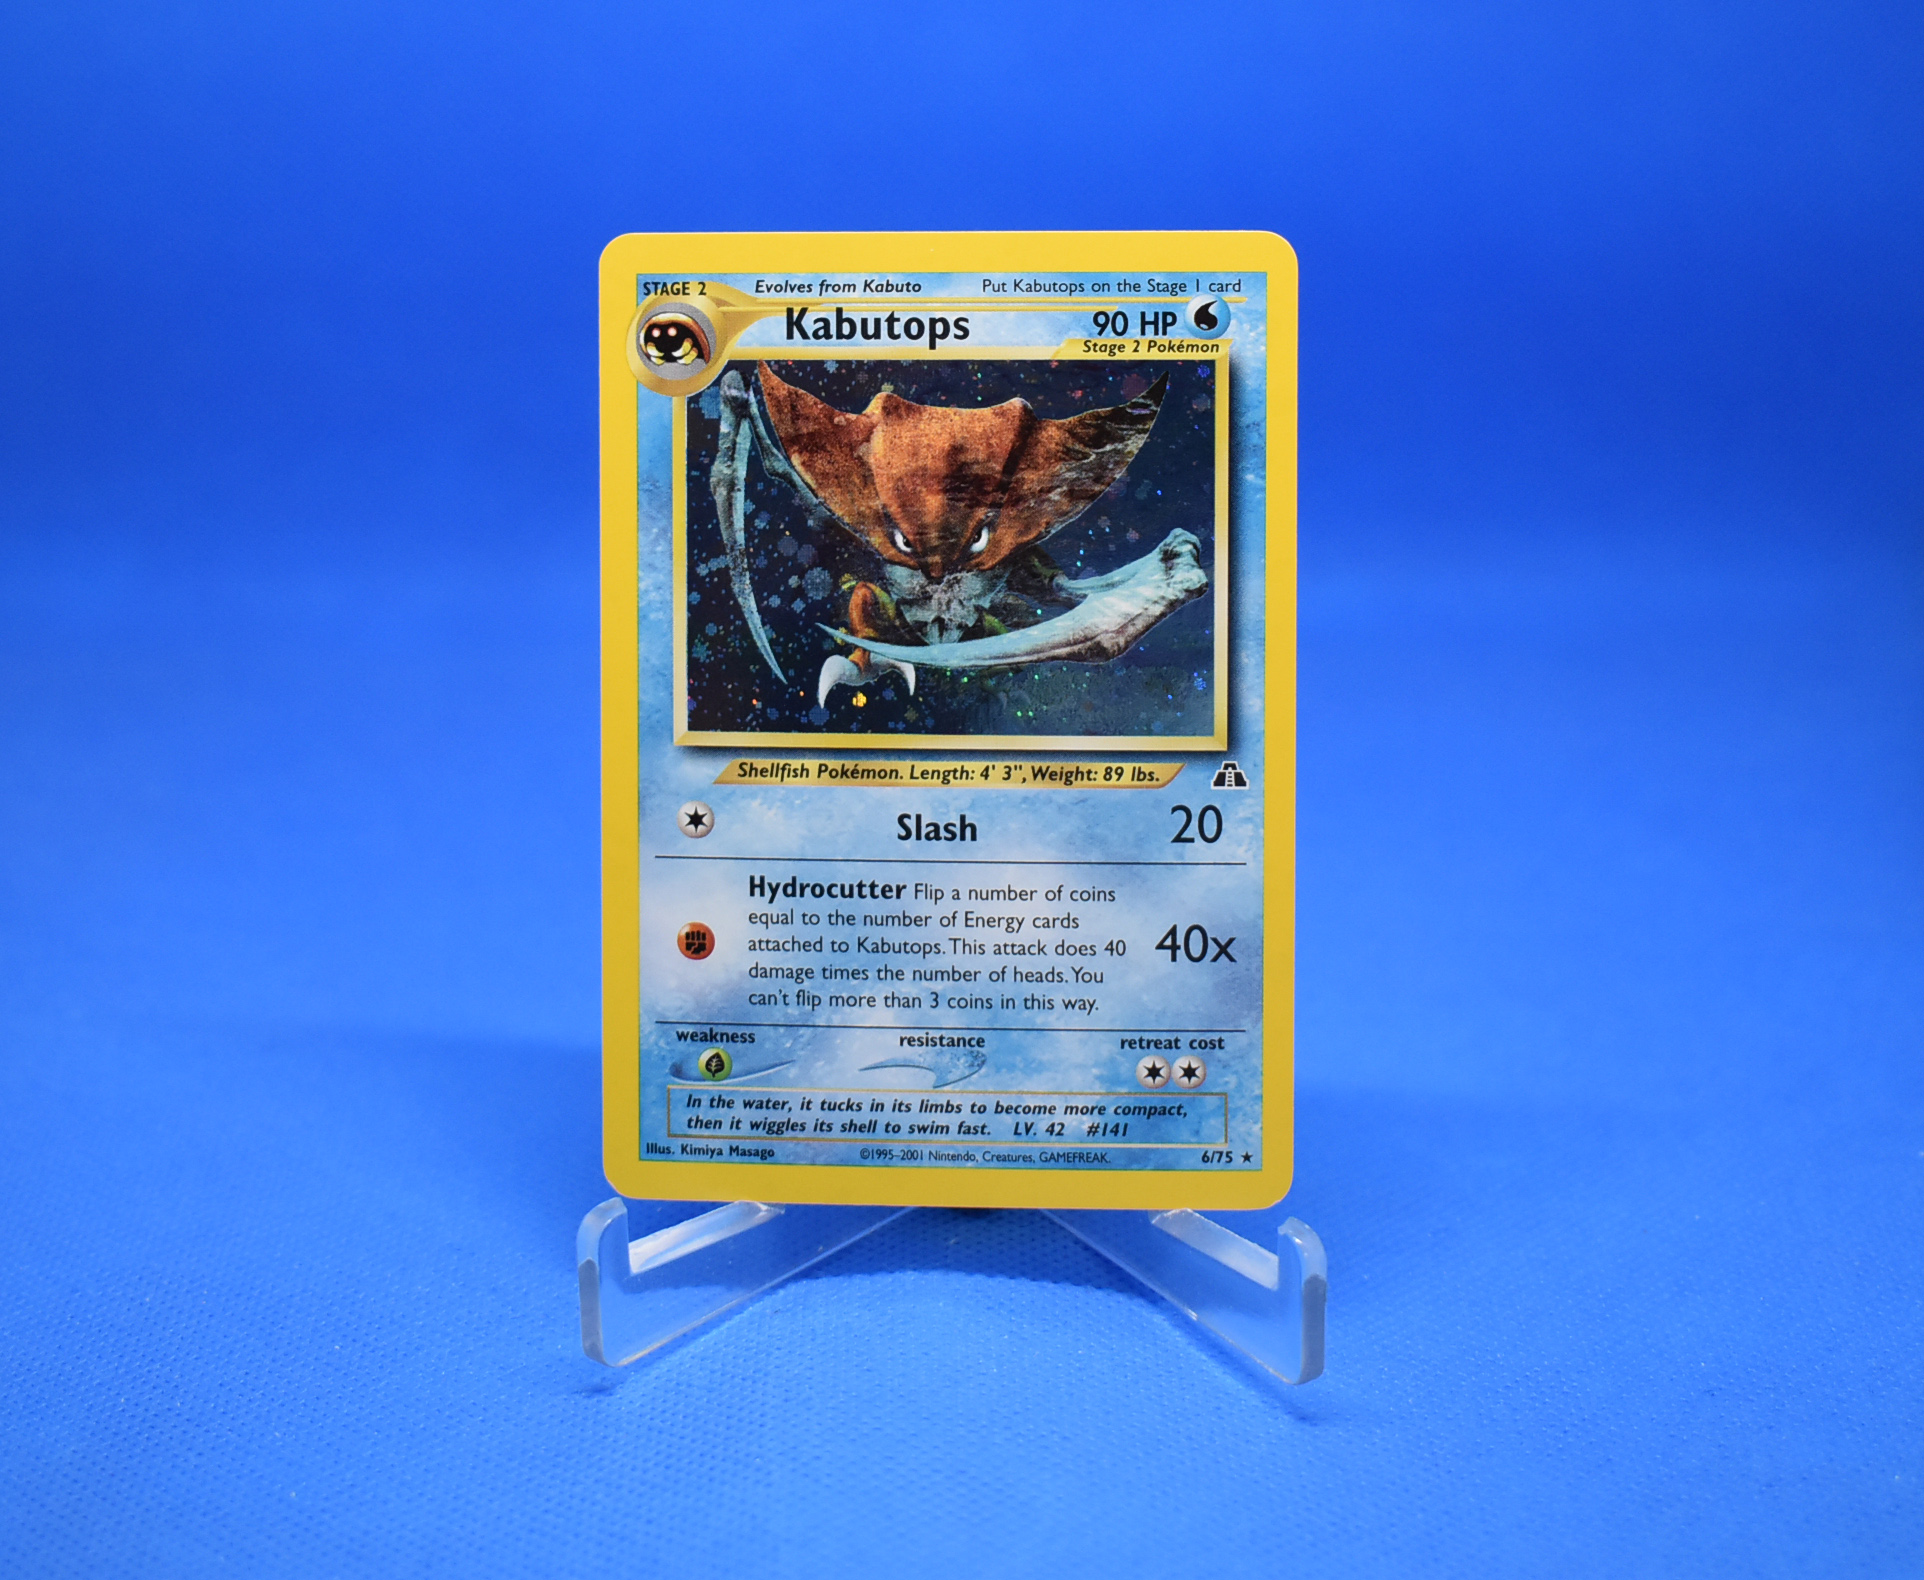 STAGE 2 Evolves from Kabuto Put Kabutops on the Stage 1 card
Kabutops 90 HP
Stage 2 Pokémon
Shellfish Pokémon. Length: 4' 3", Weight: 89 lbs.
Slash 20
Hydrocutter Flip a number of coins
equal to the number of Energy cards
attached to Kabutops. This attack does 40
damage times the number of heads. You
can't flip more than 3 coins in this way.
40x
weakness resistance retreat cost
In the water, it tucks in its limbs to become more compact,
then it wiggles its shell to swim fast. LV. 42 #141
Illus. Kimiya Masago ©1995–2001 Nintendo, Creatures, GAMEFREAK. 6/75 ★